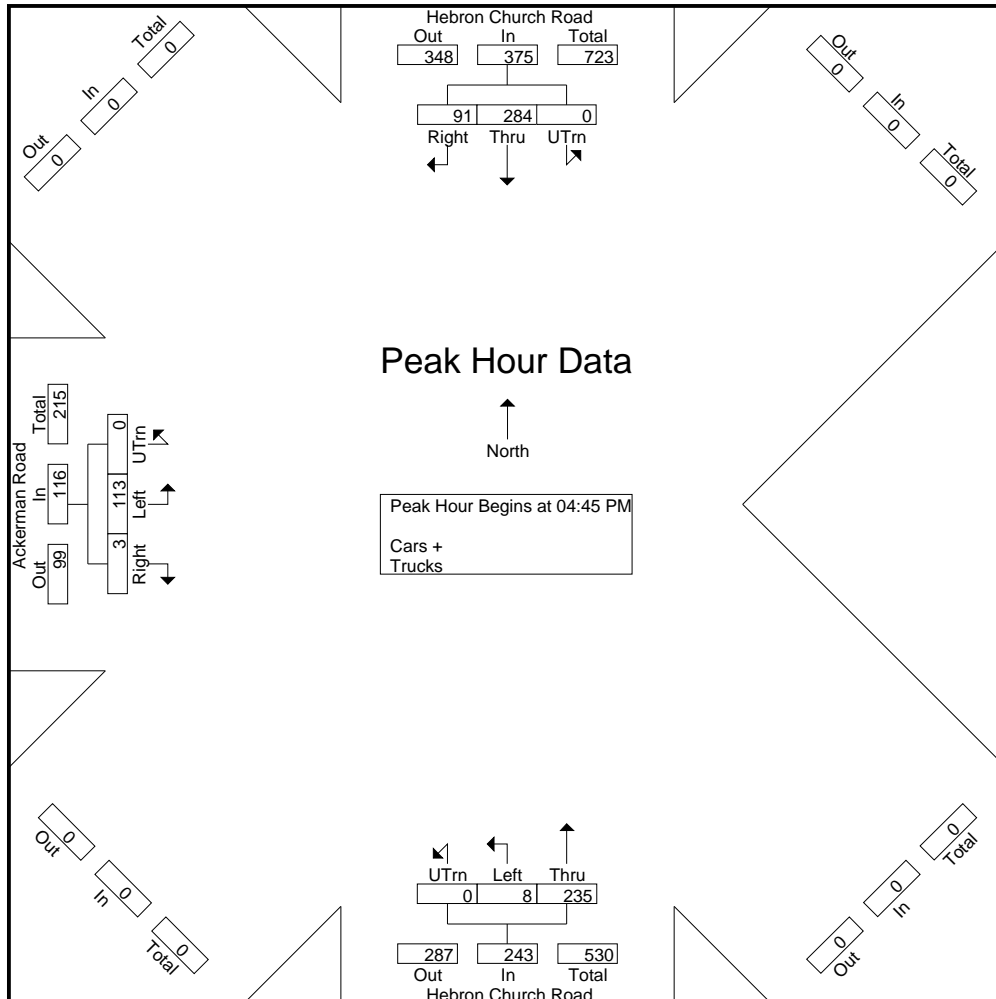 Hebron Church Road
Out In Total
348 375 723
91 284 0
Right Thru UTrn
Total
0
In
0
Out
0
Out
0
In
0
Total
0
Peak Hour Data
North
Peak Hour Begins at 04:45 PM
Cars +
Trucks
Ackerman Road
Out In Total
99 116 215
3 113 0
Right Left UTrn
Out
0
In
0
Total
0
Total
0
In
0
Out
0
UTrn Left Thru
0 8 235
287 243 530
Out In Total
Hebron Church Road